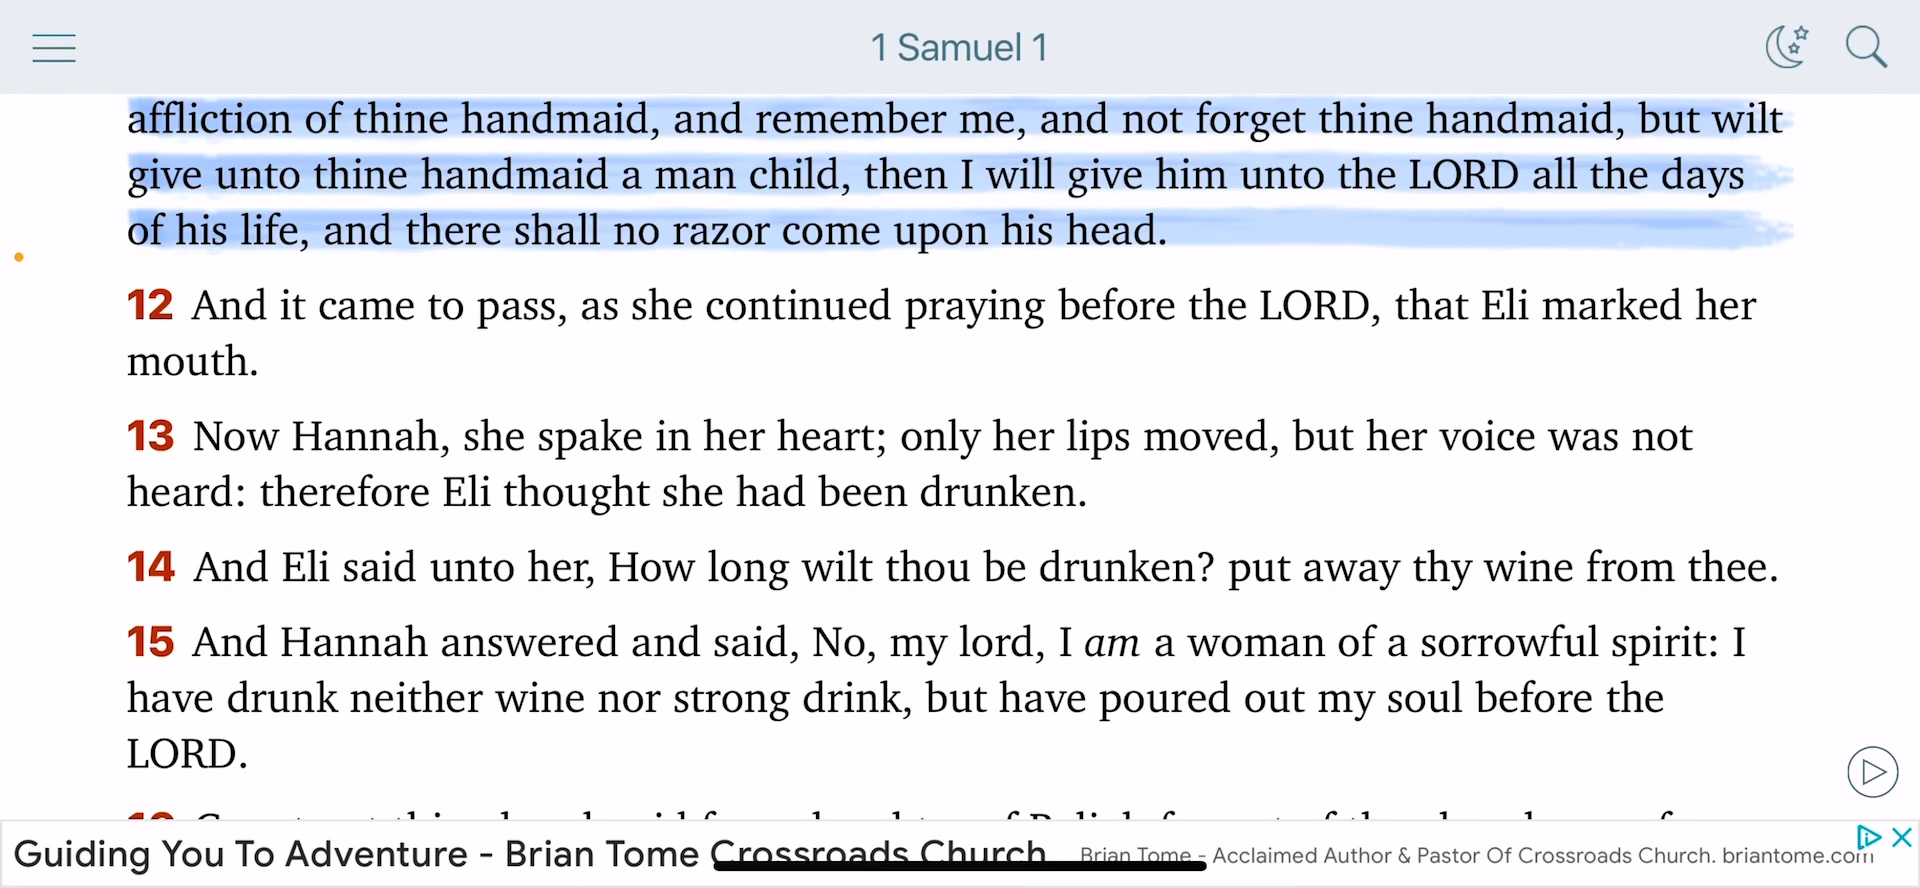 1 Samuel 1
affliction of thine handmaid, and remember me, and not forget thine handmaid, but wilt
give unto thine handmaid a man child, then I will give him unto the LORD all the days
of his life, and there shall no razor come upon his head.
12 And it came to pass, as she continued praying before the LORD, that Eli marked her
mouth.
13 Now Hannah, she spake in her heart; only her lips moved, but her voice was not
heard: therefore Eli thought she had been drunken.
14 And Eli said unto her, How long wilt thou be drunken? put away thy wine from thee.
15 And Hannah answered and said, No, my lord, I am a woman of a sorrowful spirit: I
have drunk neither wine nor strong drink, but have poured out my soul before the
LORD.
Guiding You To Adventure - Brian Tome Crossroads Church
Brian Tome - Acclaimed Author & Pastor Of Crossroads Church. briantome.com